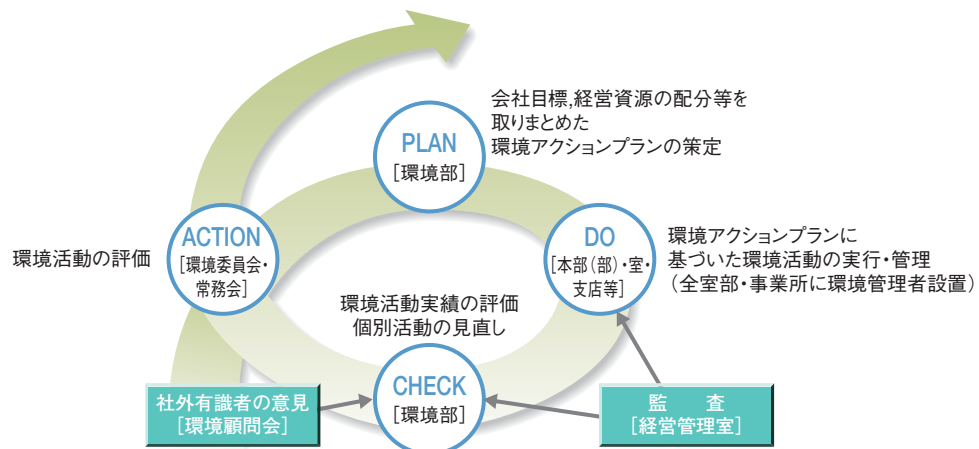 会社目標,経営資源の配分等を
取りまとめた
環境アクションプランの策定
PLAN
[環境部]
DO
[本部(部)・室・
支店等]
環境アクションプランに
基づいた環境活動の実行・管理
(全室部・事業所に環境管理者設置)
環境活動の評価
ACTION
[環境委員会・
常務会]
環境活動実績の評価
個別活動の見直し
CHECK
[環境部]
社外有識者の意見
[環境顧問会]
監　査
[経営管理室]